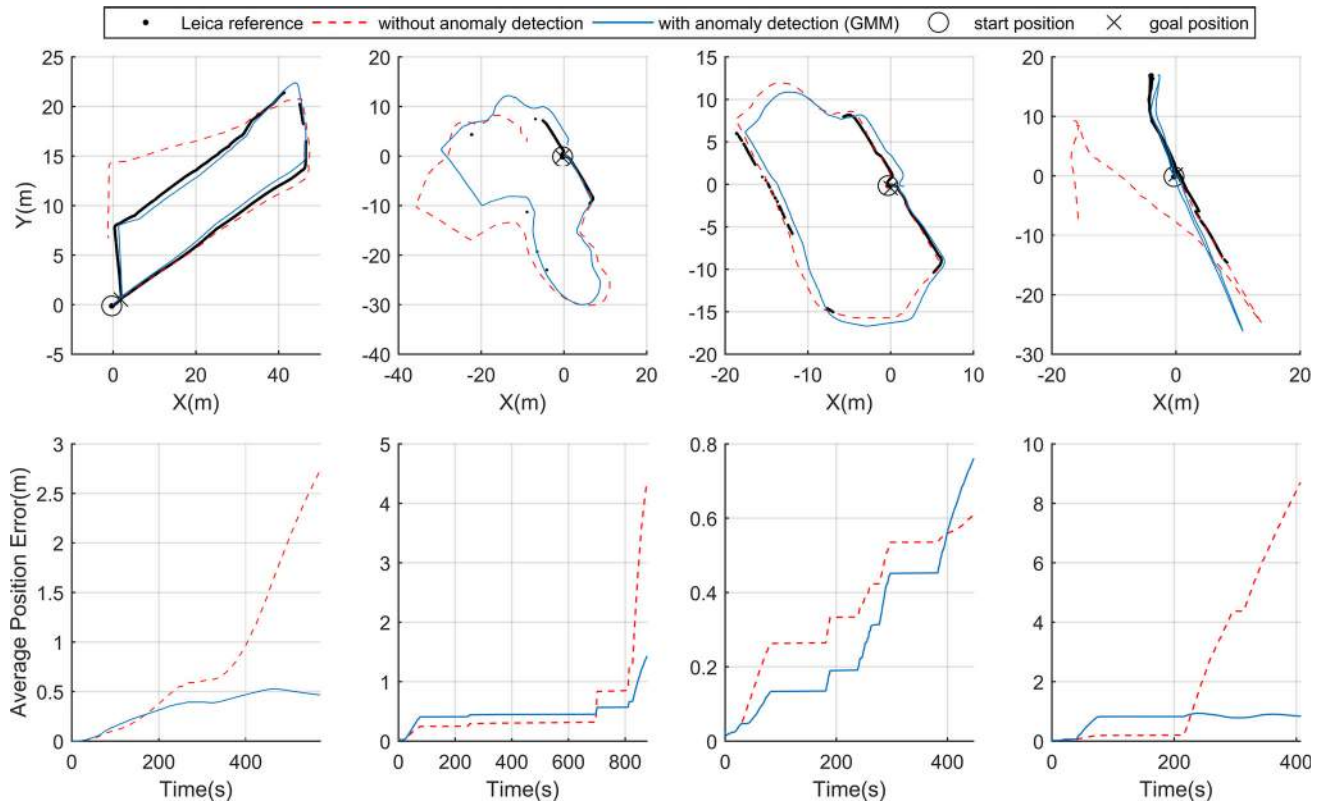 Leica reference without anomaly detection with anomaly detection (GMM) start position goal position
25 20 15 10 5 0 -5
Y(m)
0 20 40
X(m)
20 10 0 -10 -20 -30 -40
-40 -20 0 20
X(m)
15 10 5 0 -5 -10 -15 -20
-20 -10 0 10
X(m)
20 10 0 -10 -20 -30
-20 0 20
X(m)
3 2.5 2 1.5 1 0.5 0
Average Position Error(m)
0 200 400
Time(s)
5 4 3 2 1 0
0 200 400 600 800
Time(s)
0.8 0.6 0.4 0.2 0
0 200 400
Time(s)
10 8 6 4 2 0
0 200 400
Time(s)